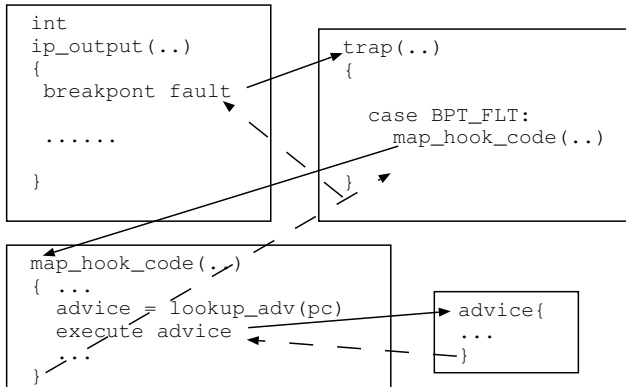 int
ip_output(..)
{
breakpont fault
......
}
trap(..)
{
case BPT_FLT:
map_hook_code(..)
}
map_hook_code(..)
{ ...
advice = lookup_adv(pc)
execute advice
...
}
advice{
...
}